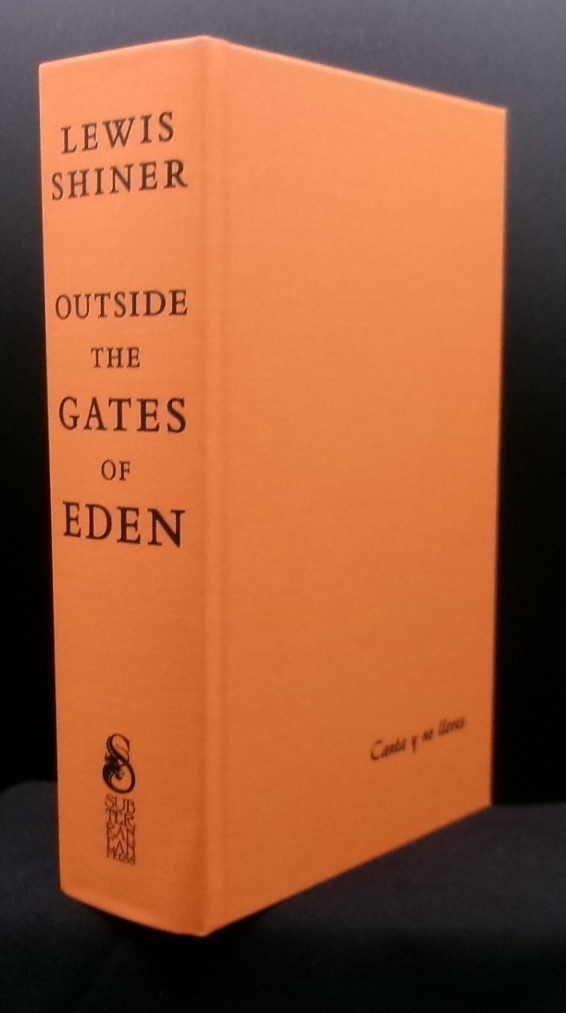 LEWIS
SHINER
OUTSIDE
THE
GATES
OF
EDEN
S
SUB
TER
RAN
EAN
PRESS
Canta y no llores